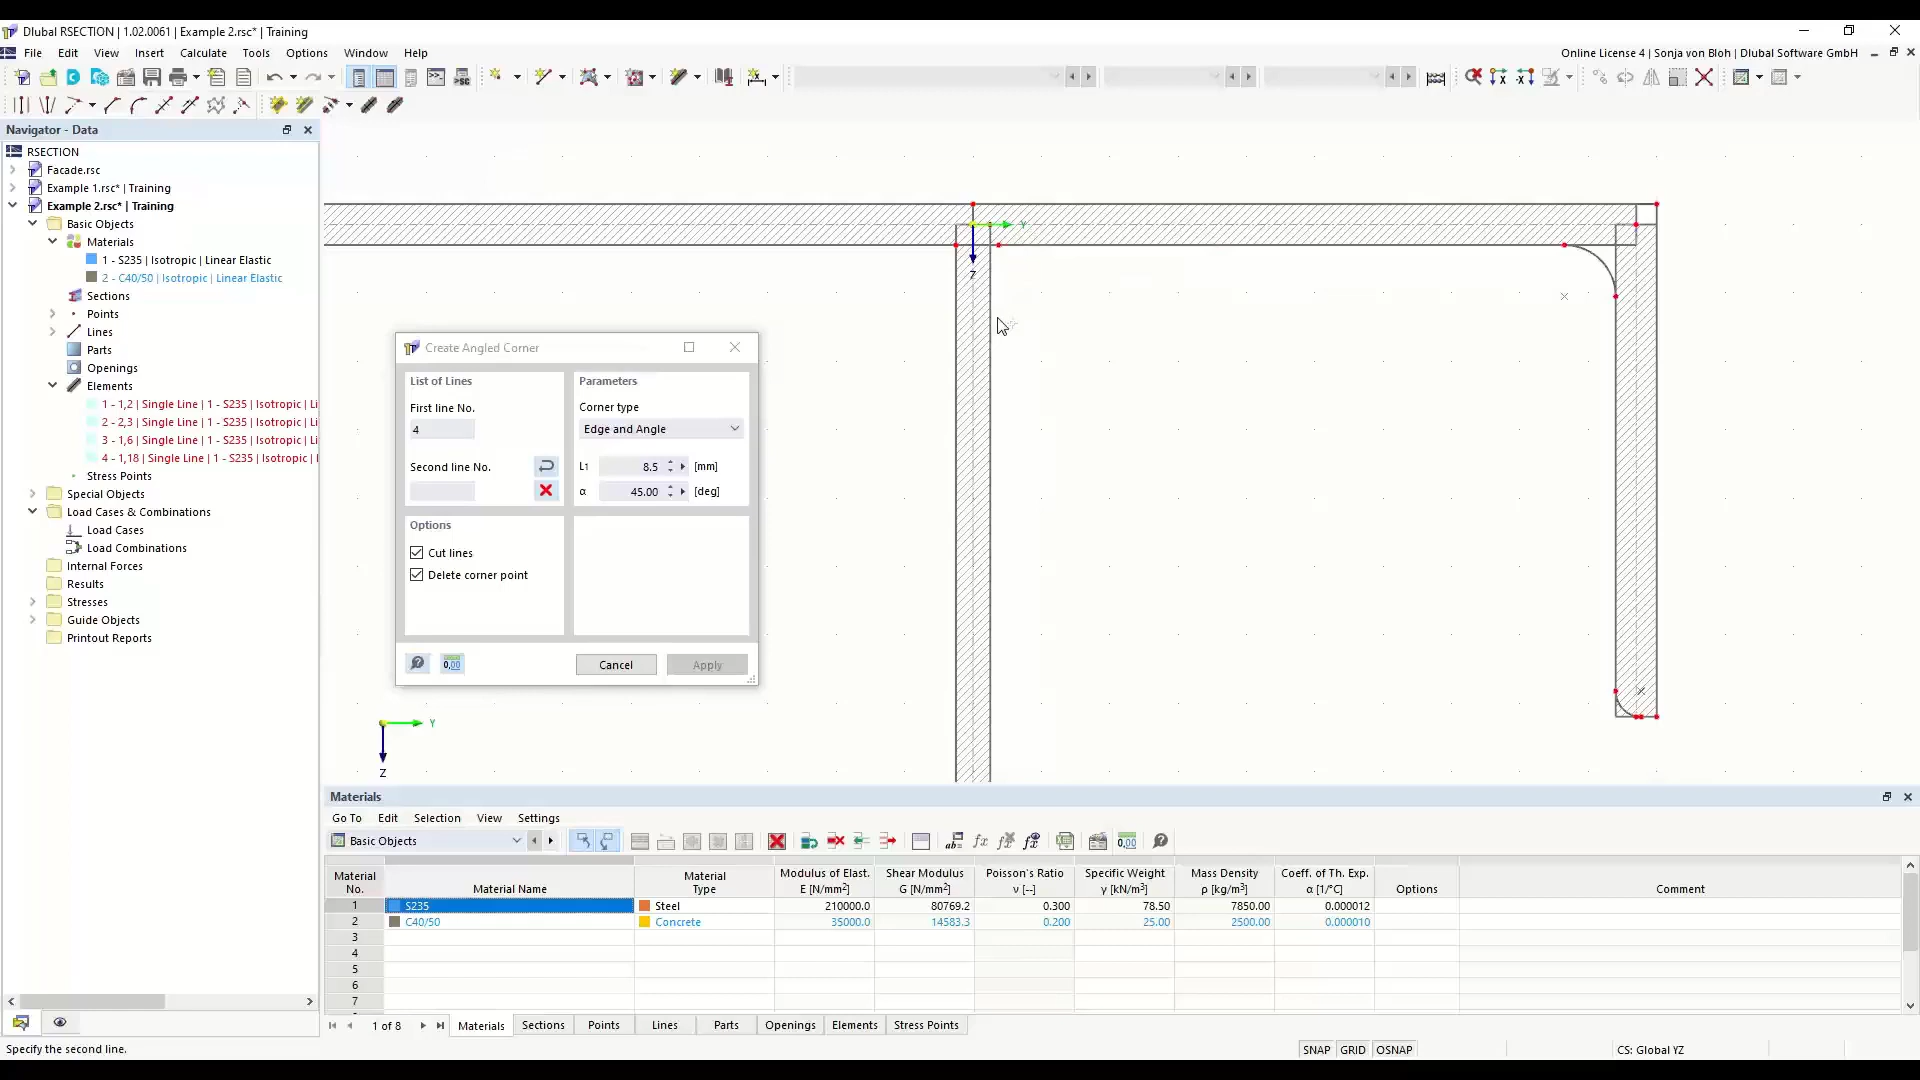 Dlubal RSECTION | 1.02.0061 | Example 2.rsc* | Training
File Edit View Insert Calculate Tools Options Window Help
Online License 4 | Sonja von Bloh | Dlubal Software GmbH
Navigator - Data
RSECTION
Facade.rsc
Example 1.rsc* | Training
Example 2.rsc* | Training
Basic Objects
Materials
1 - S235 | Isotropic | Linear Elastic
2 - C40/50 | Isotropic | Linear Elastic
Sections
Points
Lines
Parts
Openings
Elements
1 - 1,2 | Single Line | 1 - S235 | Isotropic | Li
2 - 2,3 | Single Line | 1 - S235 | Isotropic | Li
3 - 1,6 | Single Line | 1 - S235 | Isotropic | Li
4 - 1,18 | Single Line | 1 - S235 | Isotropic | 
Stress Points
Special Objects
Load Cases & Combinations
Load Cases
Load Combinations
Internal Forces
Results
Stresses
Guide Objects
Printout Reports
Y
Z
Create Angled Corner
List of Lines
First line No.
4
Second line No.
Parameters
Corner type
Edge and Angle
L1 8.5 [mm]
α 45.00 [deg]
Options
Cut lines
Delete corner point
0,00
Cancel Apply
Y
Z
Materials
Go To Edit Selection View Settings
Basic Objects
Material No. Material Name Material Type Modulus of Elast. E [N/mm²] Shear Modulus G [N/mm²] Poisson's Ratio ν [--] Specific Weight γ [kN/m³] Mass Density ρ [kg/m³] Coeff. of Th. Exp. α [1/°C] Options Comment
1 S235 Steel 210000.0 80769.2 0.300 78.50 7850.00 0.000012
2 C40/50 Concrete 35000.0 14583.3 0.200 25.00 2500.00 0.000010
3
4
5
6
7
1 of 8 Materials Sections Points Lines Parts Openings Elements Stress Points
Specify the second line.
SNAP GRID OSNAP CS: Global YZ